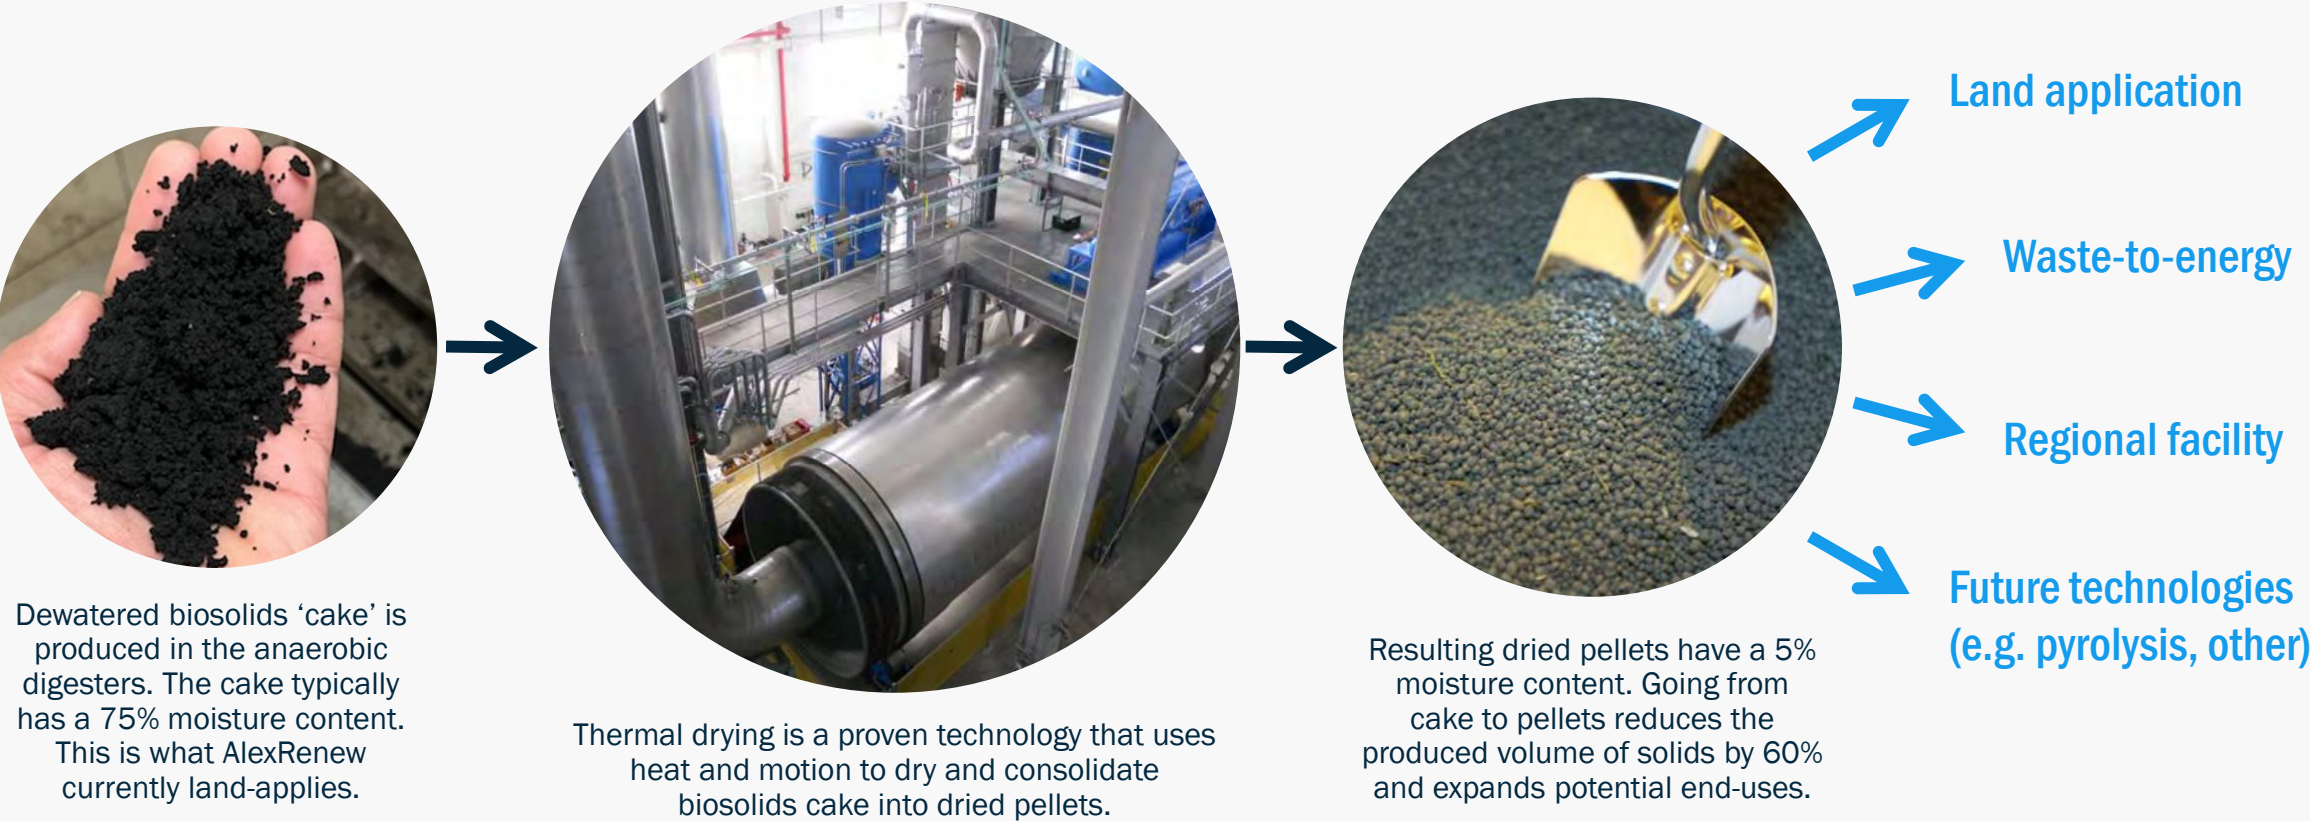 Dewatered biosolids ‘cake’ is
produced in the anaerobic
digesters. The cake typically
has a 75% moisture content.
This is what AlexRenew
currently land-applies.
Thermal drying is a proven technology that uses
heat and motion to dry and consolidate
biosolids cake into dried pellets.
Resulting dried pellets have a 5%
moisture content. Going from
cake to pellets reduces the
produced volume of solids by 60%
and expands potential end-uses.
Land application
Waste-to-energy
Regional facility
Future technologies
(e.g. pyrolysis, other)